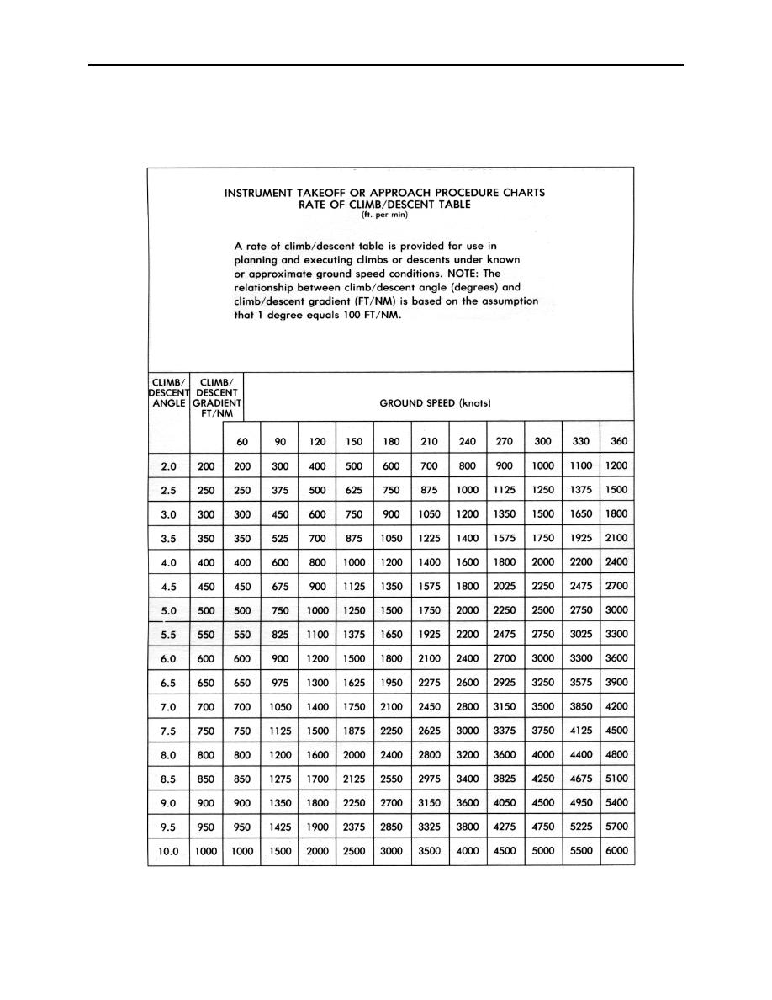 INSTRUMENT TAKEOFF OR APPROACH PROCEDURE CHARTS
RATE OF CLIMB/DESCENT TABLE
(ft. per min)
A rate of climb/descent table is provided for use in
planning and executing climbs or descents under known
or approximate ground speed conditions. NOTE: The
relationship between climb/descent angle (degrees) and
climb/descent gradient (FT/NM) is based on the assumption
that 1 degree equals 100 FT/NM.
CLIMB/
DESCENT
ANGLE
CLIMB/
DESCENT
GRADIENT
FT/NM
GROUND SPEED (knots)
60 90 120 150 180 210 240 270 300 330 360
2.0 200 200 300 400 500 600 700 800 900 1000 1100 1200
2.5 250 250 375 500 625 750 875 1000 1125 1250 1375 1500
3.0 300 300 450 600 750 900 1050 1200 1350 1500 1650 1800
3.5 350 350 525 700 875 1050 1225 1400 1575 1750 1925 2100
4.0 400 400 600 800 1000 1200 1400 1600 1800 2000 2200 2400
4.5 450 450 675 900 1125 1350 1575 1800 2025 2250 2475 2700
5.0 500 500 750 1000 1250 1500 1750 2000 2250 2500 2750 3000
5.5 550 550 825 1100 1375 1650 1925 2200 2475 2750 3025 3300
6.0 600 600 900 1200 1500 1800 2100 2400 2700 3000 3300 3600
6.5 650 650 975 1300 1625 1950 2275 2600 2925 3250 3575 3900
7.0 700 700 1050 1400 1750 2100 2450 2800 3150 3500 3850 4200
7.5 750 750 1125 1500 1875 2250 2625 3000 3375 3750 4125 4500
8.0 800 800 1200 1600 2000 2400 2800 3200 3600 4000 4400 4800
8.5 850 850 1275 1700 2125 2550 2975 3400 3825 4250 4675 5100
9.0 900 900 1350 1800 2250 2700 3150 3600 4050 4500 4950 5400
9.5 950 950 1425 1900 2375 2850 3325 3800 4275 4750 5225 5700
10.0 1000 1000 1500 2000 2500 3000 3500 4000 4500 5000 5500 6000